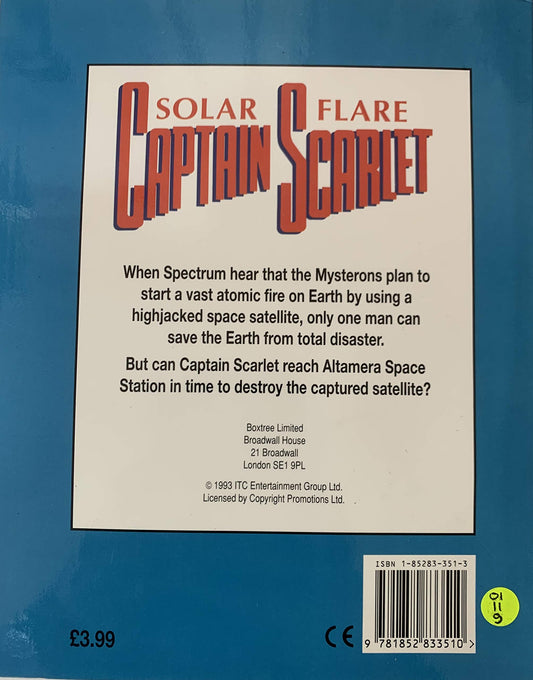 SOLAR FLARE
CAPTAIN SCARLET
When Spectrum hear that the Mysterons plan to
start a vast atomic fire on Earth by using a
highjacked space satellite, only one man can
save the Earth from total disaster.
But can Captain Scarlet reach Altamera Space
Station in time to destroy the captured satellite?
Boxtree Limited
Broadwall House
21 Broadwall
London SE1 9PL
© 1993 ITC Entertainment Group Ltd.
Licensed by Copyright Promotions Ltd.
£3.99
CE
ISBN 1-85283-351-3
9 781852 833510 >
01
11
9